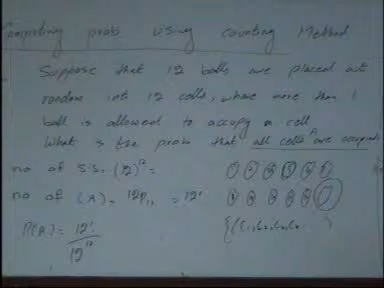 Computing prob using counting Method
Suppose that 12 balls are placed at
random into 12 cells, where more than 1
ball is allowed to occupy a cell
What is the prob that all cells are occupied
no of S.S = (12)^12 =
no of (A) = 12P12 = 12!
P(A) = 12! / 12^12